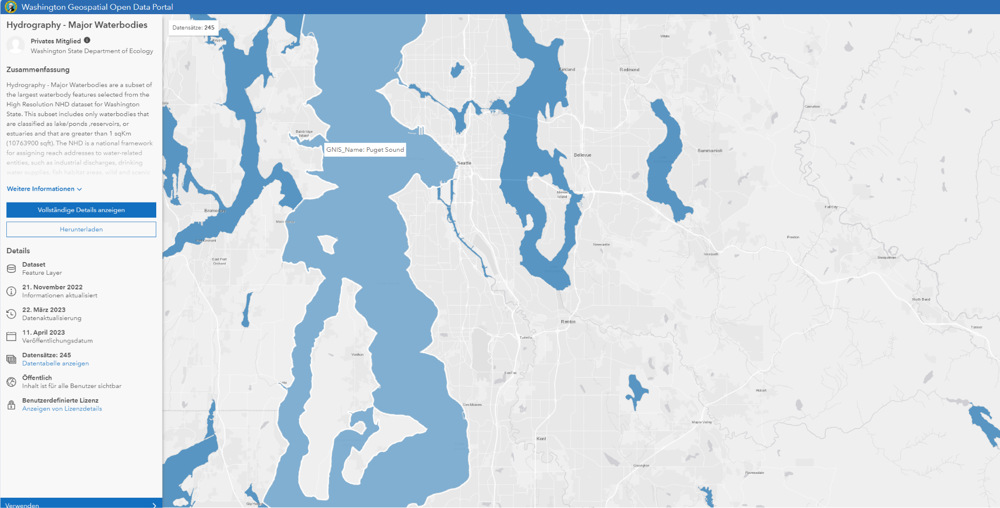 Washington Geospatial Open Data Portal
Hydrography - Major Waterbodies
Privates Mitglied
Washington State Department of Ecology
Zusammenfassung
Hydrography - Major Waterbodies are a subset of
the largest waterbody features selected from the
High Resolution NHD dataset for Washington
State. This subset includes only waterbodies that
are classified as lake/ponds ,reservoirs, or
estuaries and that are greater than 1 sqKm
(10763900 sqft). The NHD is a national framework
for assigning reach addresses to water-related
entities, such as industrial discharges, drinking
water supplies, fish habitat areas, wild and scenic
Weitere Informationen
Vollständige Details anzeigen
Herunterladen
Details
Dataset
Feature Layer
21. November 2022
Informationen aktualisiert
22. März 2023
Datenaktualisierung
11. April 2023
Veröffentlichungsdatum
Datensätze: 245
Datentabelle anzeigen
Öffentlich
Inhalt ist für alle Benutzer sichtbar
Benutzerdefinierte Lizenz
Anzeigen von Lizenzdetails
Verwenden
Datensätze: 245
White
Keyport
Kirkland
Redmond
Carnation
Bainbridge
Island
GNIS_Name: Puget Sound
Seattle
Bellevue
Sammamish
Mercer
Island
Bremerton
Fall City
Manchester
Port Orchard
Preston
Newcastle
Issaquah
Snoqualmie
East Port
Orchard
North Bend
Renton
Tanner
Tukwila
Vashon
SeaTac
Hobart
Des Moines
Maple Valley
Kent
Covington
Ravensdale
Gig Harbor